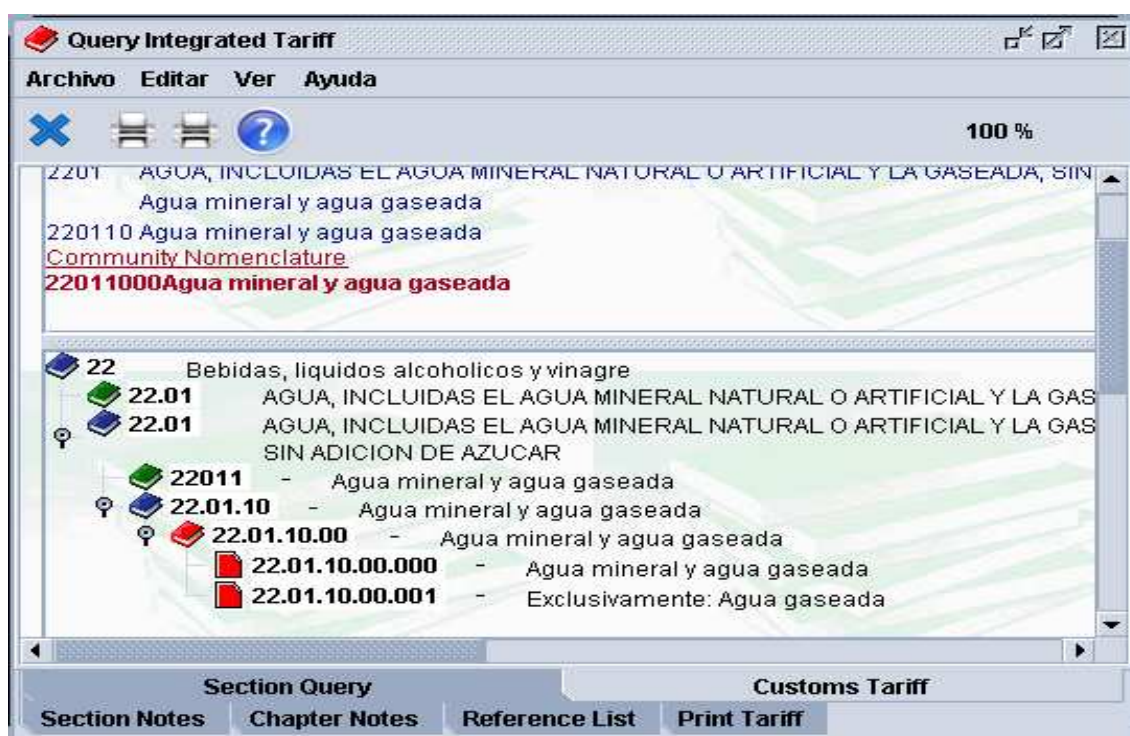 Query Integrated Tariff
Archivo Editar Ver Ayuda
100 %
2201 AGUA, INCLUIDAS EL AGUA MINERAL NATURAL O ARTIFICIAL Y LA GASEADA, SIN
Agua mineral y agua gaseada
220110 Agua mineral y agua gaseada
Community Nomenclature
22011000Agua mineral y agua gaseada
22 Bebidas, liquidos alcoholicos y vinagre
22.01 AGUA, INCLUIDAS EL AGUA MINERAL NATURAL O ARTIFICIAL Y LA GAS
22.01 AGUA, INCLUIDAS EL AGUA MINERAL NATURAL O ARTIFICIAL Y LA GAS
SIN ADICION DE AZUCAR
22011 - Agua mineral y agua gaseada
22.01.10 - Agua mineral y agua gaseada
22.01.10.00 - Agua mineral y agua gaseada
22.01.10.00.000 - Agua mineral y agua gaseada
22.01.10.00.001 - Exclusivamente: Agua gaseada
Section Query Customs Tariff
Section Notes Chapter Notes Reference List Print Tariff